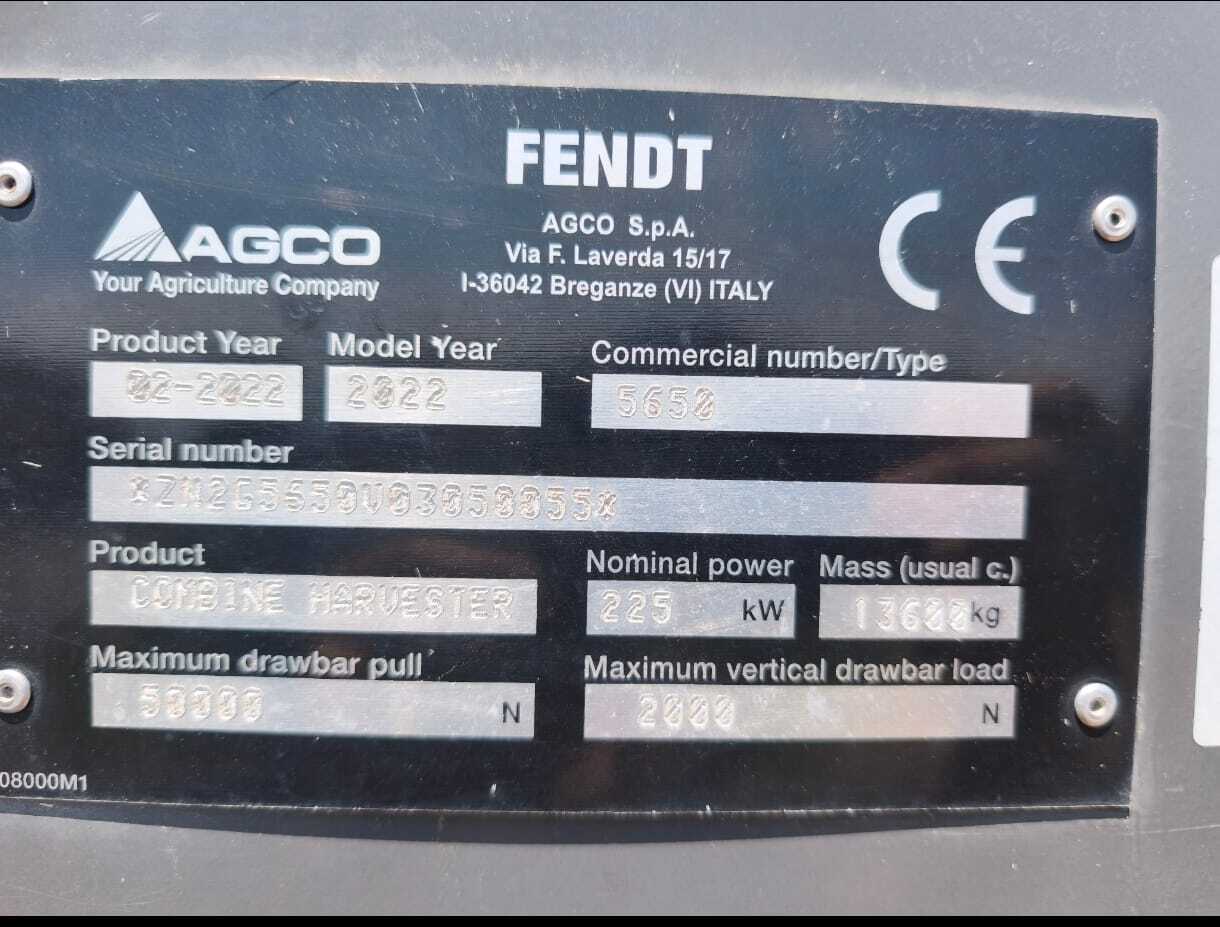 FENDT
AGCO
Your Agriculture Company
AGCO S.p.A.
Via F. Laverda 15/17
I-36042 Breganze (VI) ITALY
CE
Product Year
Model Year
Commercial number/Type
02-2022
2022
5650
Serial number
*ZN2G5650V03050055*
Product
Nominal power
Mass (usual c.)
COMBINE HARVESTER
225 kW
13600 kg
Maximum drawbar pull
Maximum vertical drawbar load
50000 N
2000 N
08000M1